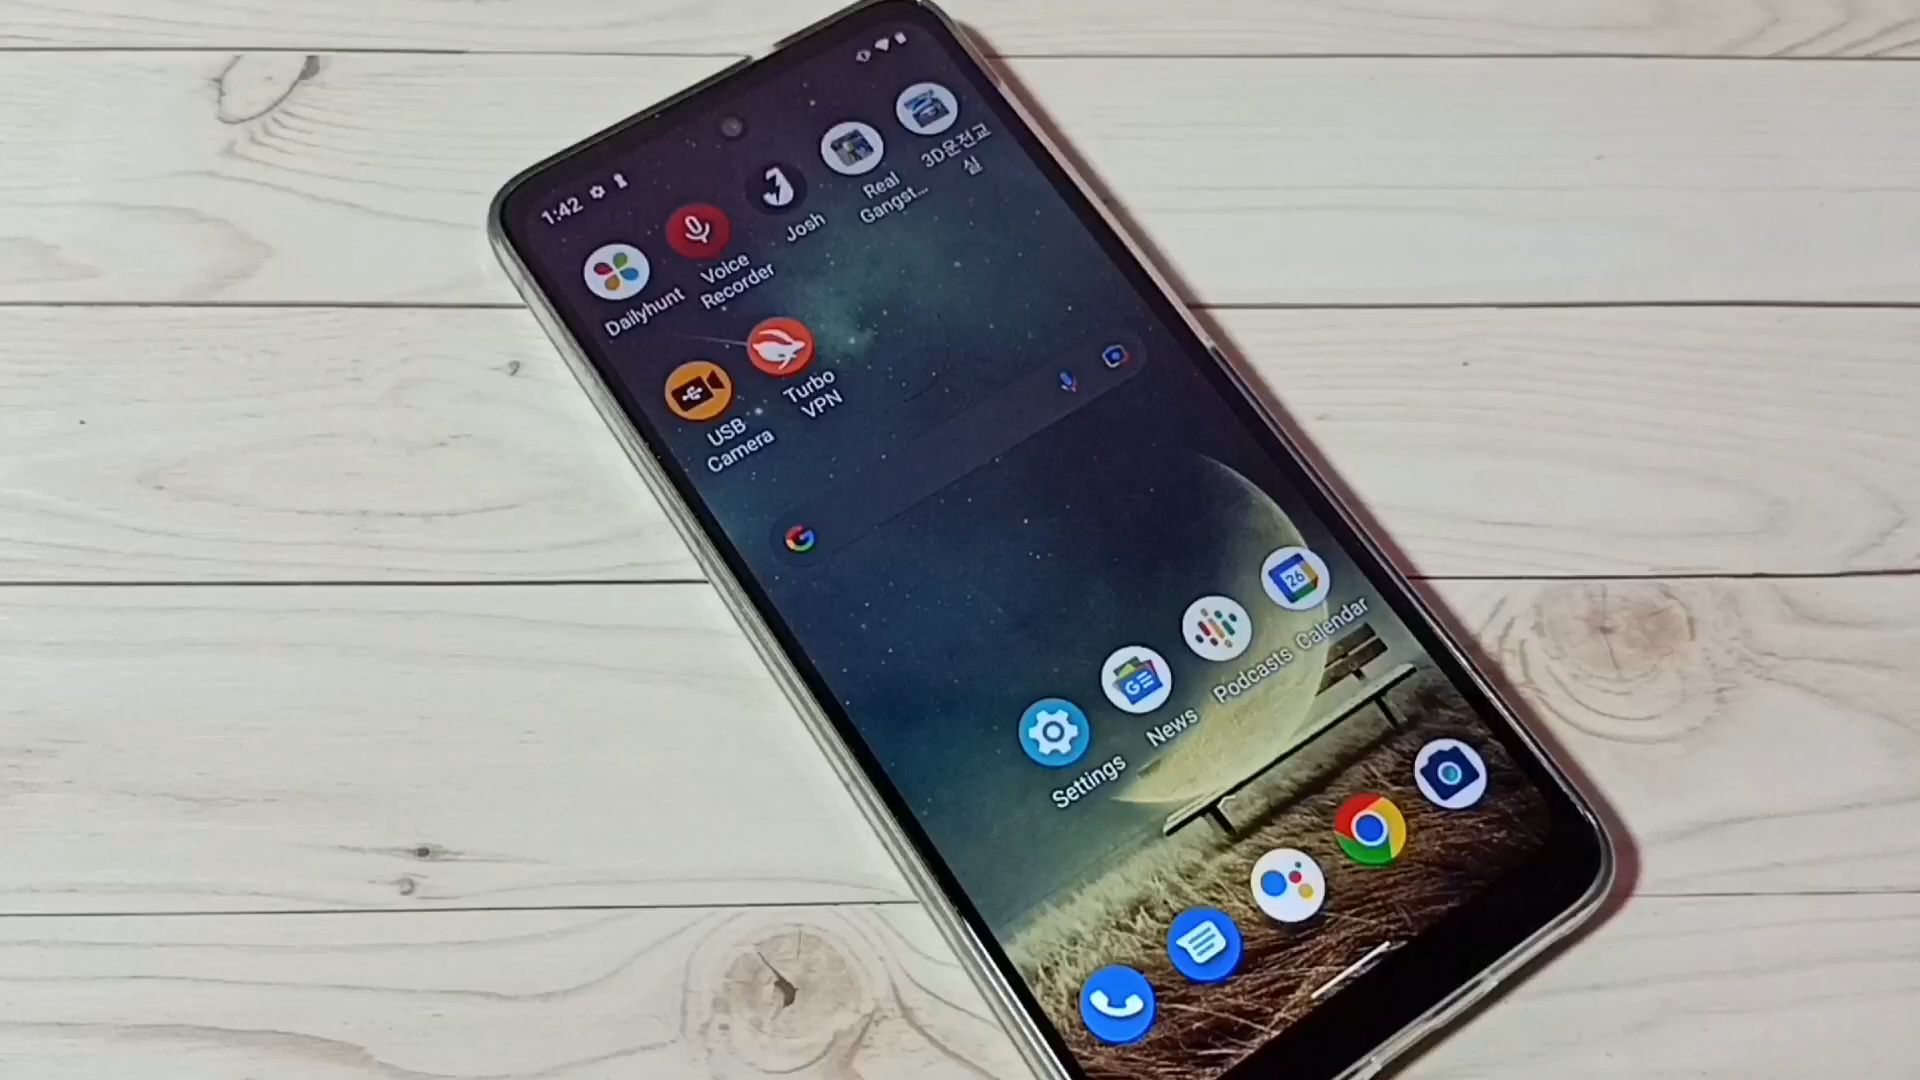 1:42
Dailyhunt
Voice
Recorder
Josh
Real
Gangst...
3D운전교
실
USB
Camera
Turbo
VPN
G
Settings
News
Podcasts
Calendar
26